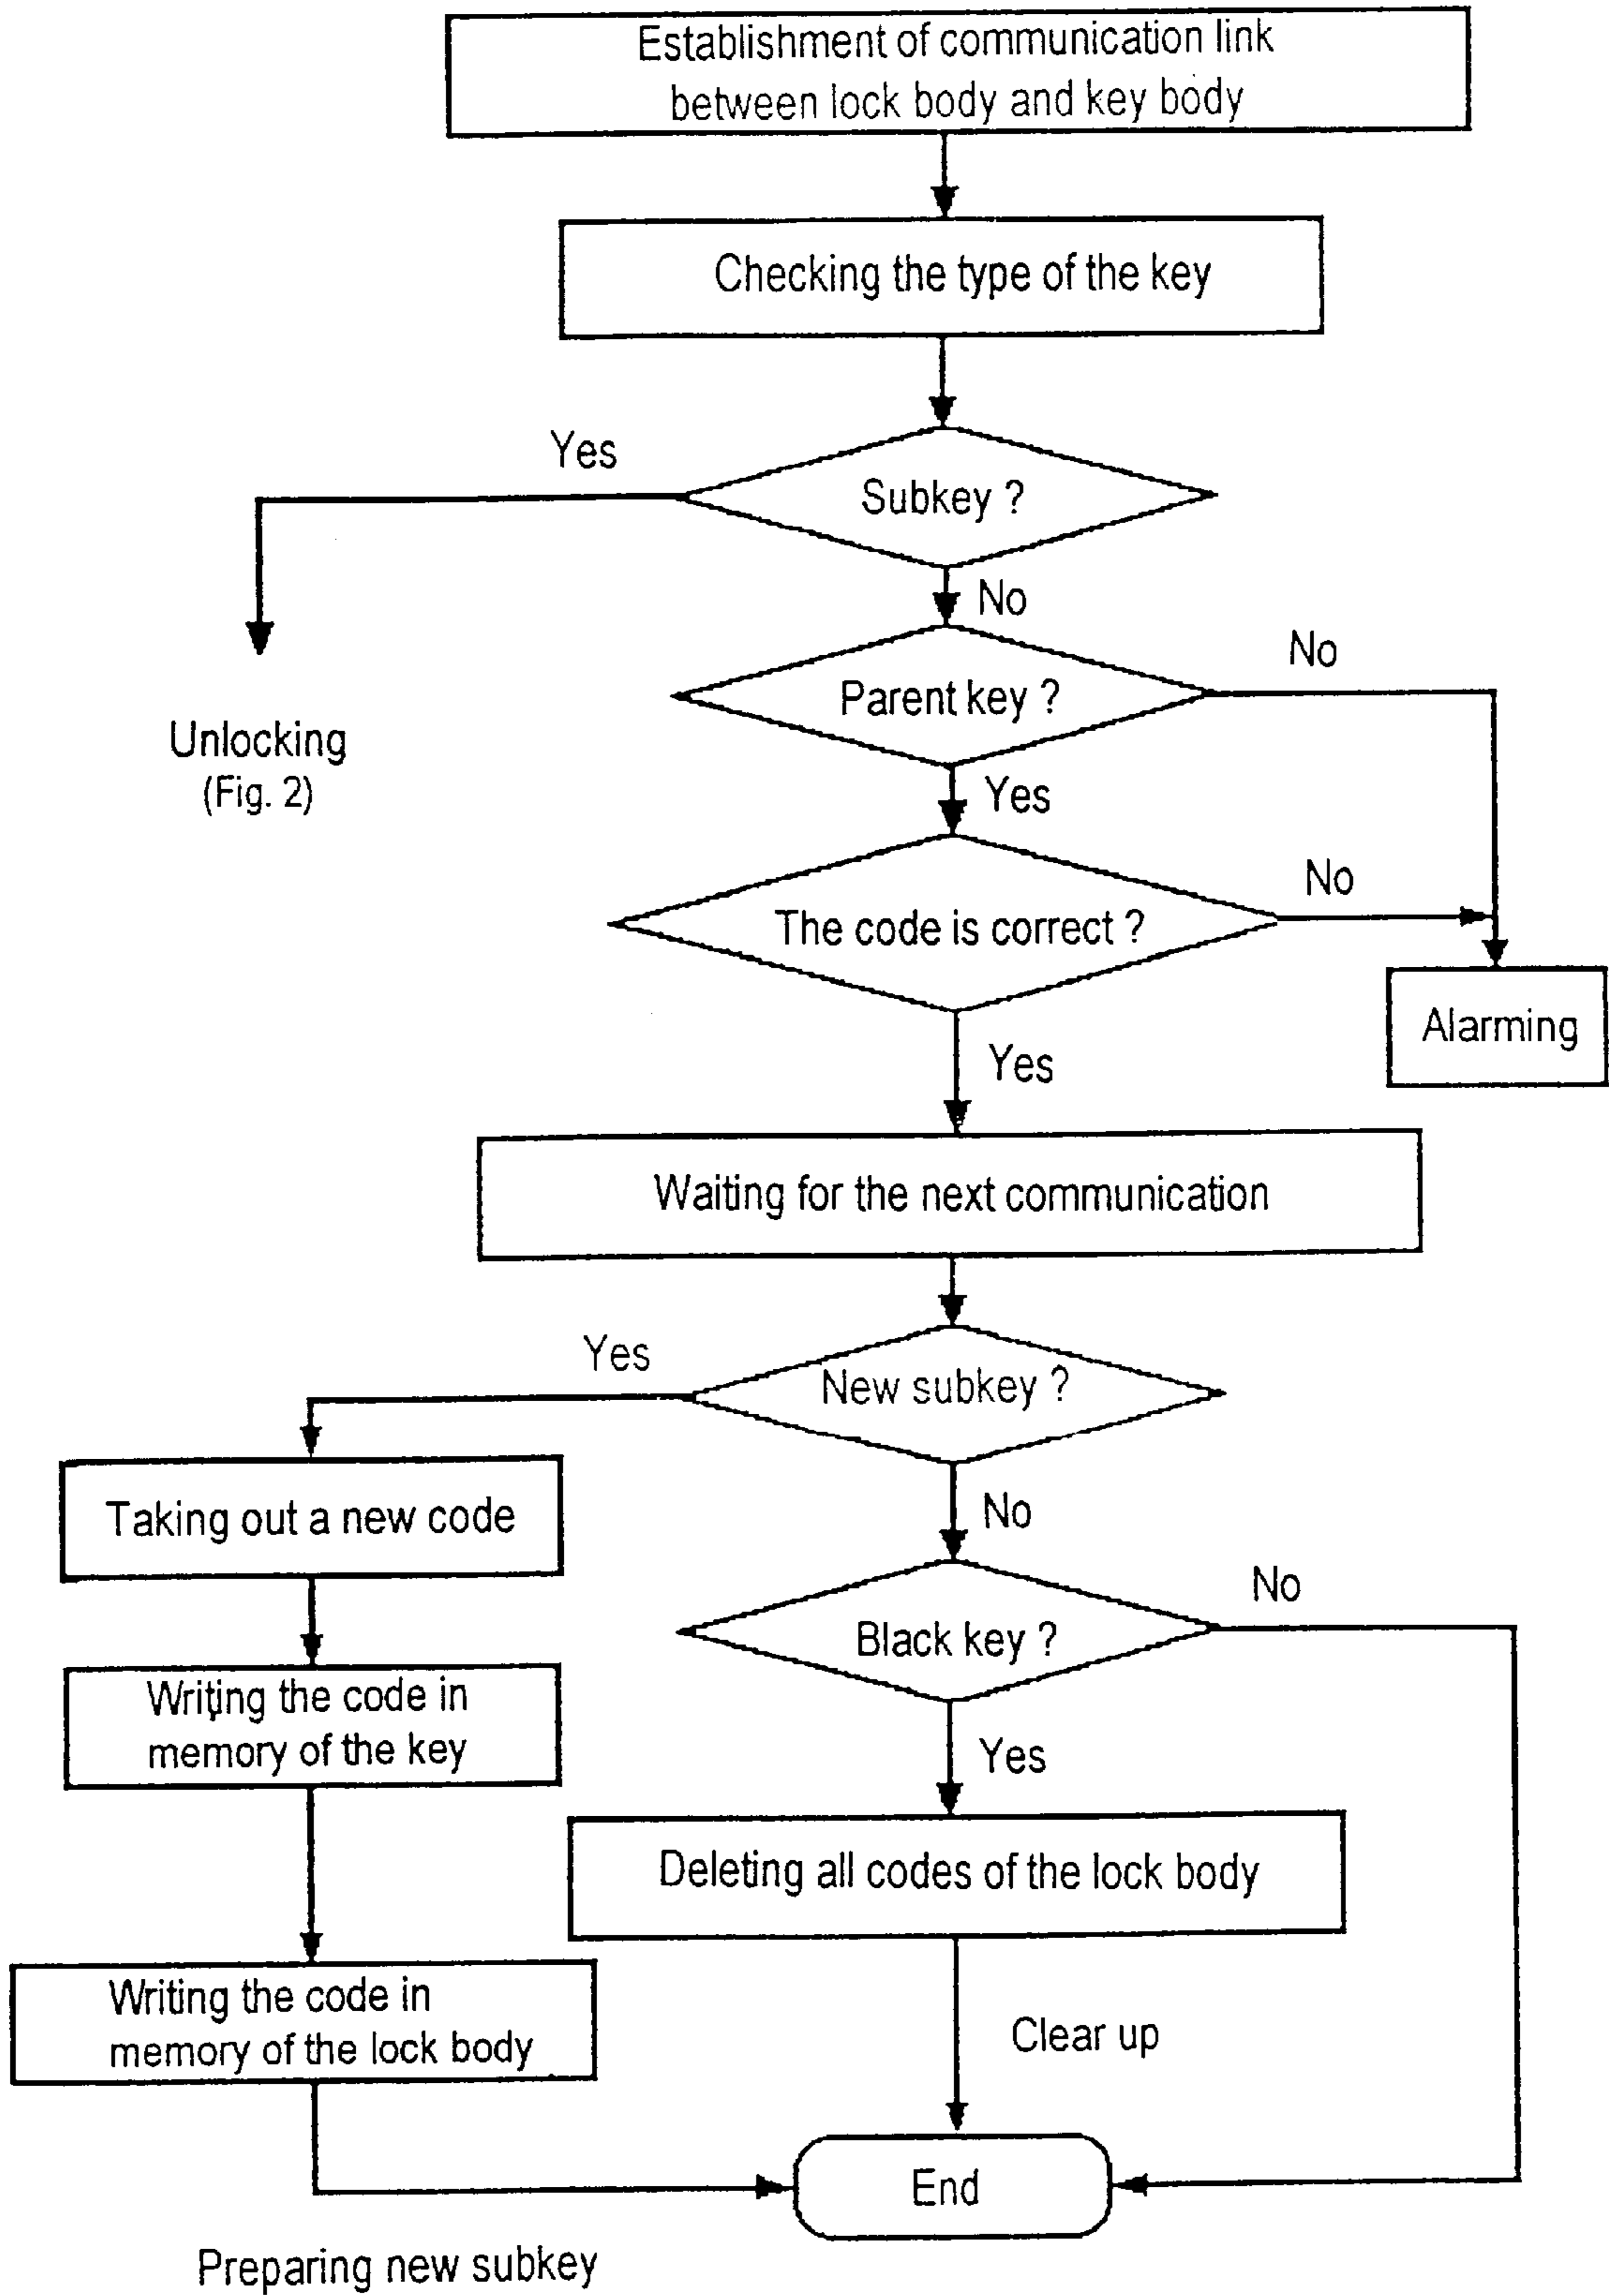 Establishment of communication link
between lock body and key body
Checking the type of the key
Yes
Subkey ?
No
No
Parent key ?
Unlocking
(Fig. 2)
Yes
No
The code is correct ?
Alarming
Yes
Waiting for the next communication
Yes
New subkey ?
Taking out a new code
No
No
Black key ?
Writing the code in
memory of the key
Yes
Deleting all codes of the lock body
Writing the code in
memory of the lock body
Clear up
End
Preparing new subkey